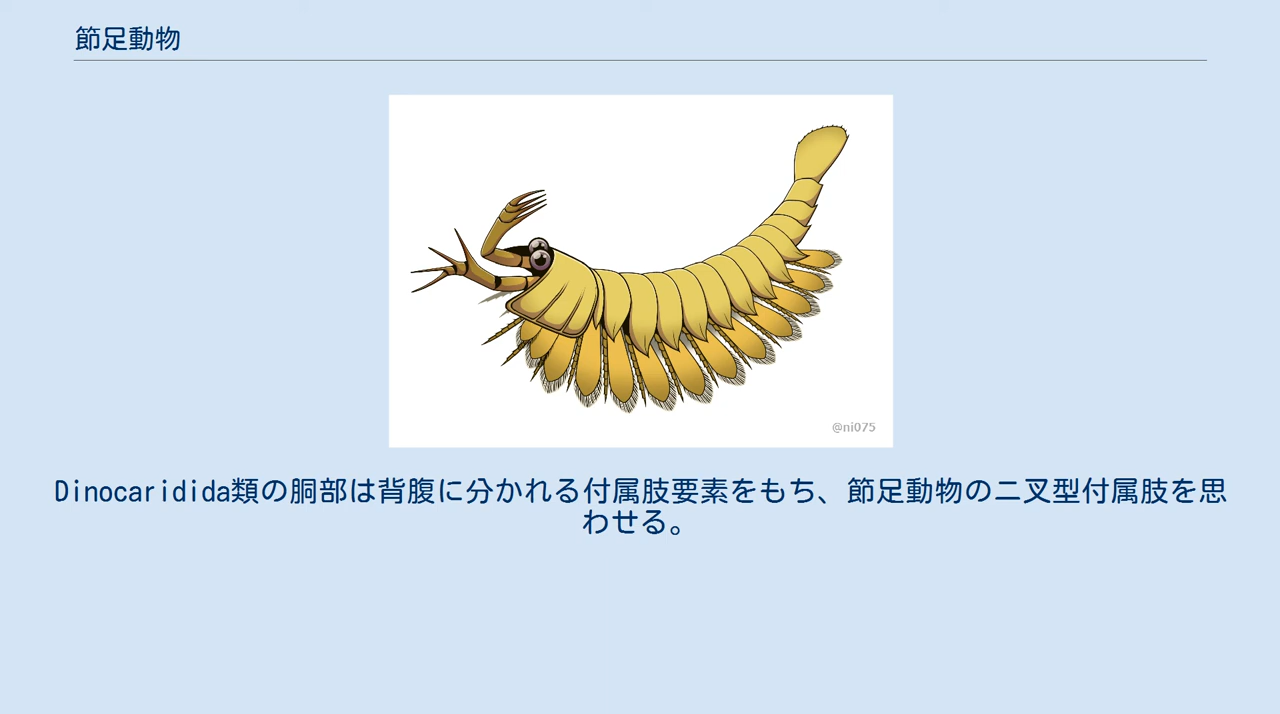 節足動物
@ni075
Dinocaridida類の胴部は背腹に分かれる付属肢要素をもち、節足動物の二叉型付属肢を思
わせる。